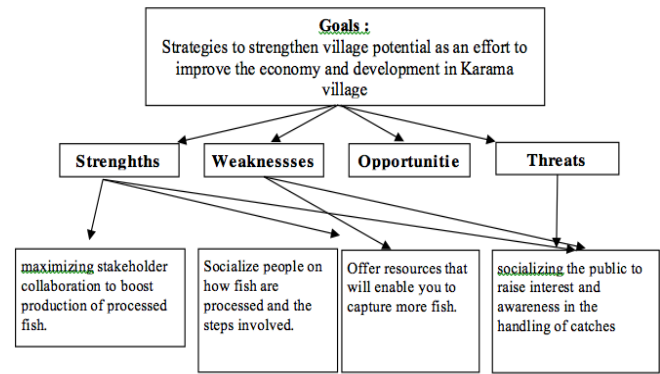 Goals :
Strategies to strengthen village potential as an effort to
improve the economy and development in Karama
village
Strenghths
Weaknessses
Opportunitie
Threats
maximizing stakeholder
collaboration to boost
production of processed
fish.
Socialize people on
how fish are
processed and the
steps involved.
Offer resources that
will enable you to
capture more fish.
socializing the public to
raise interest and
awareness in the
handling of catches